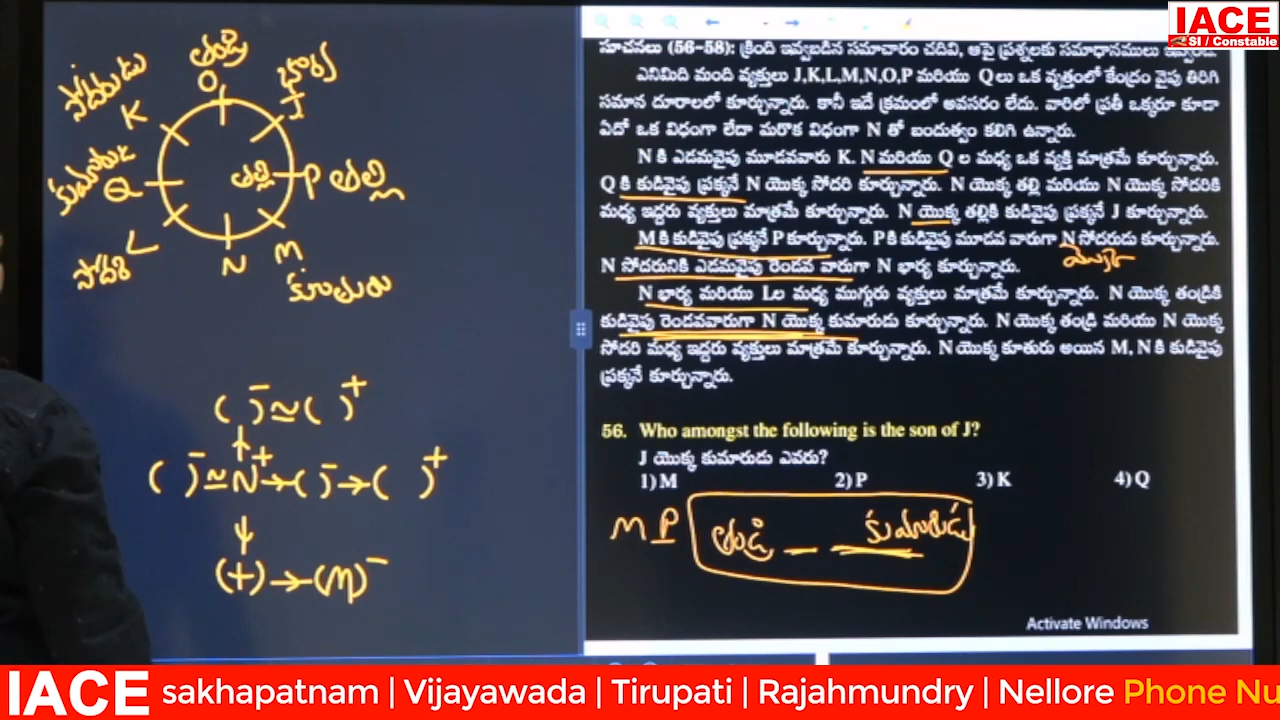 IACE
SI / Constable
సూచనలు (56-58): క్రింది ఇవ్వబడిన సమాచారం చదివి, ఆపై ప్రశ్నలకు సమాధానములు ఇవ్వండి.
ఎనిమిది మంది వ్యక్తులు J,K,L,M,N,O,P మరియు Q లు ఒక వృత్తంలో కేంద్రం వైపు తిరిగి
సమాన దూరాలలో కూర్చున్నారు. కానీ ఇదే క్రమంలో అవసరం లేదు. వారిలో ప్రతీ ఒక్కరూ కూడా
ఏదో ఒక విధంగా లేదా మరొక విధంగా N తో బంధుత్వం కలిగి ఉన్నారు.
N కి ఎడమవైపు మూడవవారు K. N మరియు Q ల మధ్య ఒక వ్యక్తి మాత్రమే కూర్చున్నారు.
Q కి కుడివైపు ప్రక్కనే N యొక్క సోదరి కూర్చున్నారు. N యొక్క తల్లి మరియు N యొక్క సోదరికి
మధ్య ఇద్దరు వ్యక్తులు మాత్రమే కూర్చున్నారు. N యొక్క తల్లికి కుడివైపు ప్రక్కనే J కూర్చున్నారు.
M కి కుడివైపు ప్రక్కనే P కూర్చున్నారు. P కి కుడివైపు మూడవ వారుగా N సోదరుడు కూర్చున్నారు.
యొక్క
N సోదరునికి ఎడమవైపు రెండవ వారుగా N భార్య కూర్చున్నారు.
N భార్య మరియు L ల మధ్య ముగ్గురు వ్యక్తులు మాత్రమే కూర్చున్నారు. N యొక్క తండ్రికి
కుడివైపు రెండవవారుగా N యొక్క కుమారుడు కూర్చున్నారు. N యొక్క తండ్రి మరియు N యొక్క
సోదరి మధ్య ఇద్దరు వ్యక్తులు మాత్రమే కూర్చున్నారు. N యొక్క కూతురు అయిన M, N కి కుడివైపు
ప్రక్కనే కూర్చున్నారు.
56. Who amongst the following is the son of J?
J యొక్క కుమారుడు ఎవరు?
1) M 2) P 3) K 4) Q
M P తండ్రి — కుమారుడు
Activate Windows
తండ్రి
O
భార్య
J
సోదరుడు
K
కుమారుడు
Q
తల్లి
P తల్లి
L
సోదరి
N
M
కూతురు
( )⁻ ≃ ( )⁺
( )⁻ ≃ N⁺ → ( )⁻ → ( )⁺
(+) → (M)⁻
IACE sakhapatnam | Vijayawada | Tirupati | Rajahmundry | Nellore Phone Nu